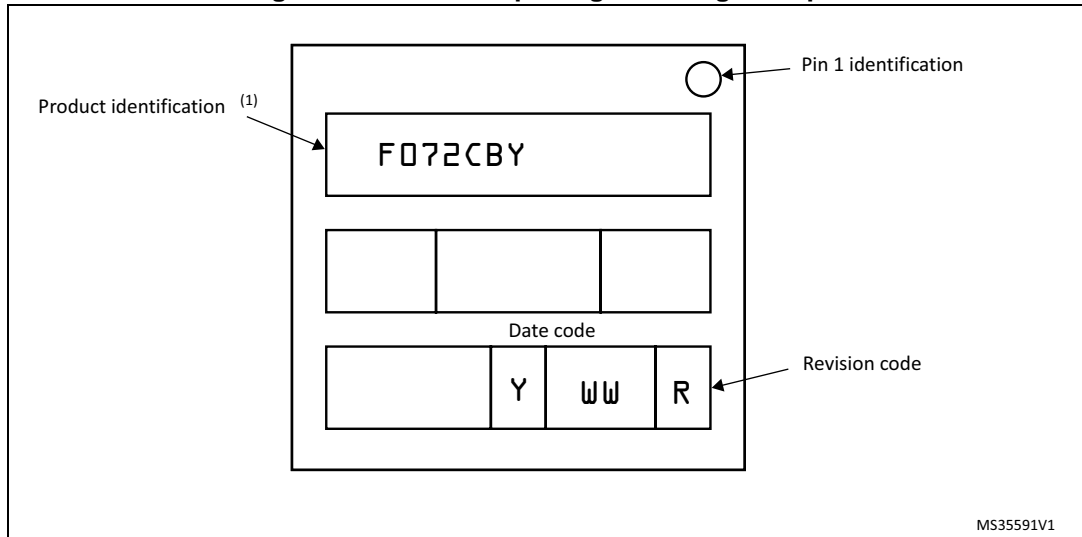 Pin 1 identification
Product identification (1)
F072CBY
Date code
Y WW R
Revision code
MS35591V1